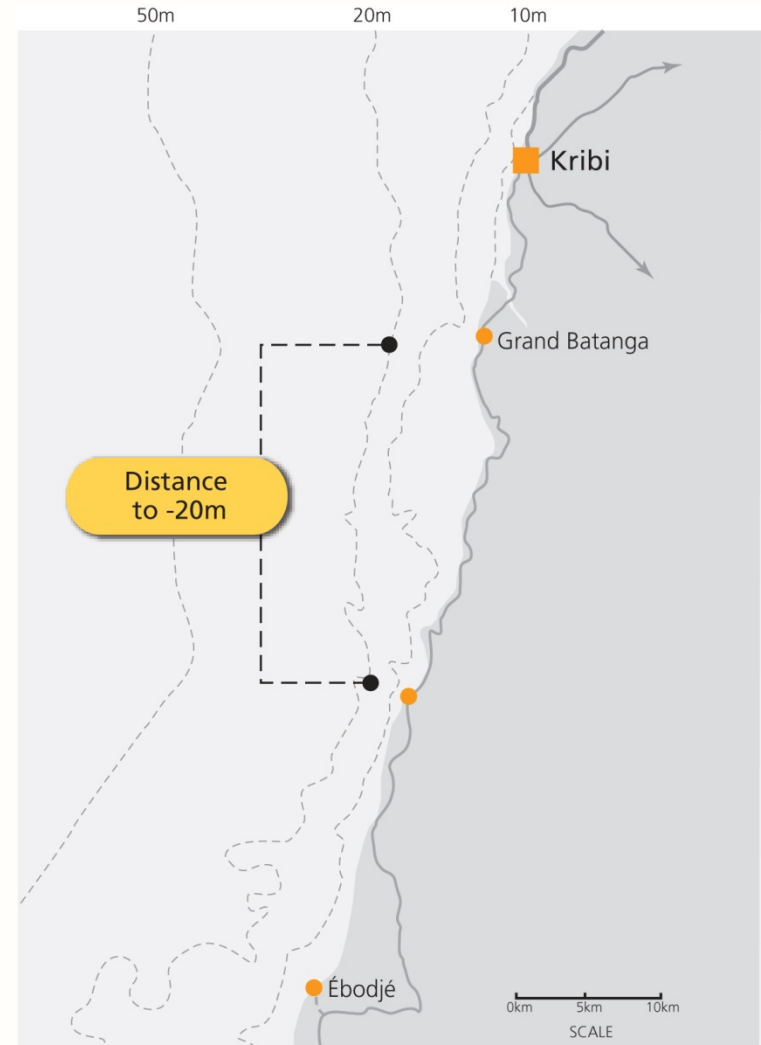 50m
20m
10m
Kribi
Grand Batanga
Distance
to -20m
Ébodjé
0km
5km
10km
SCALE